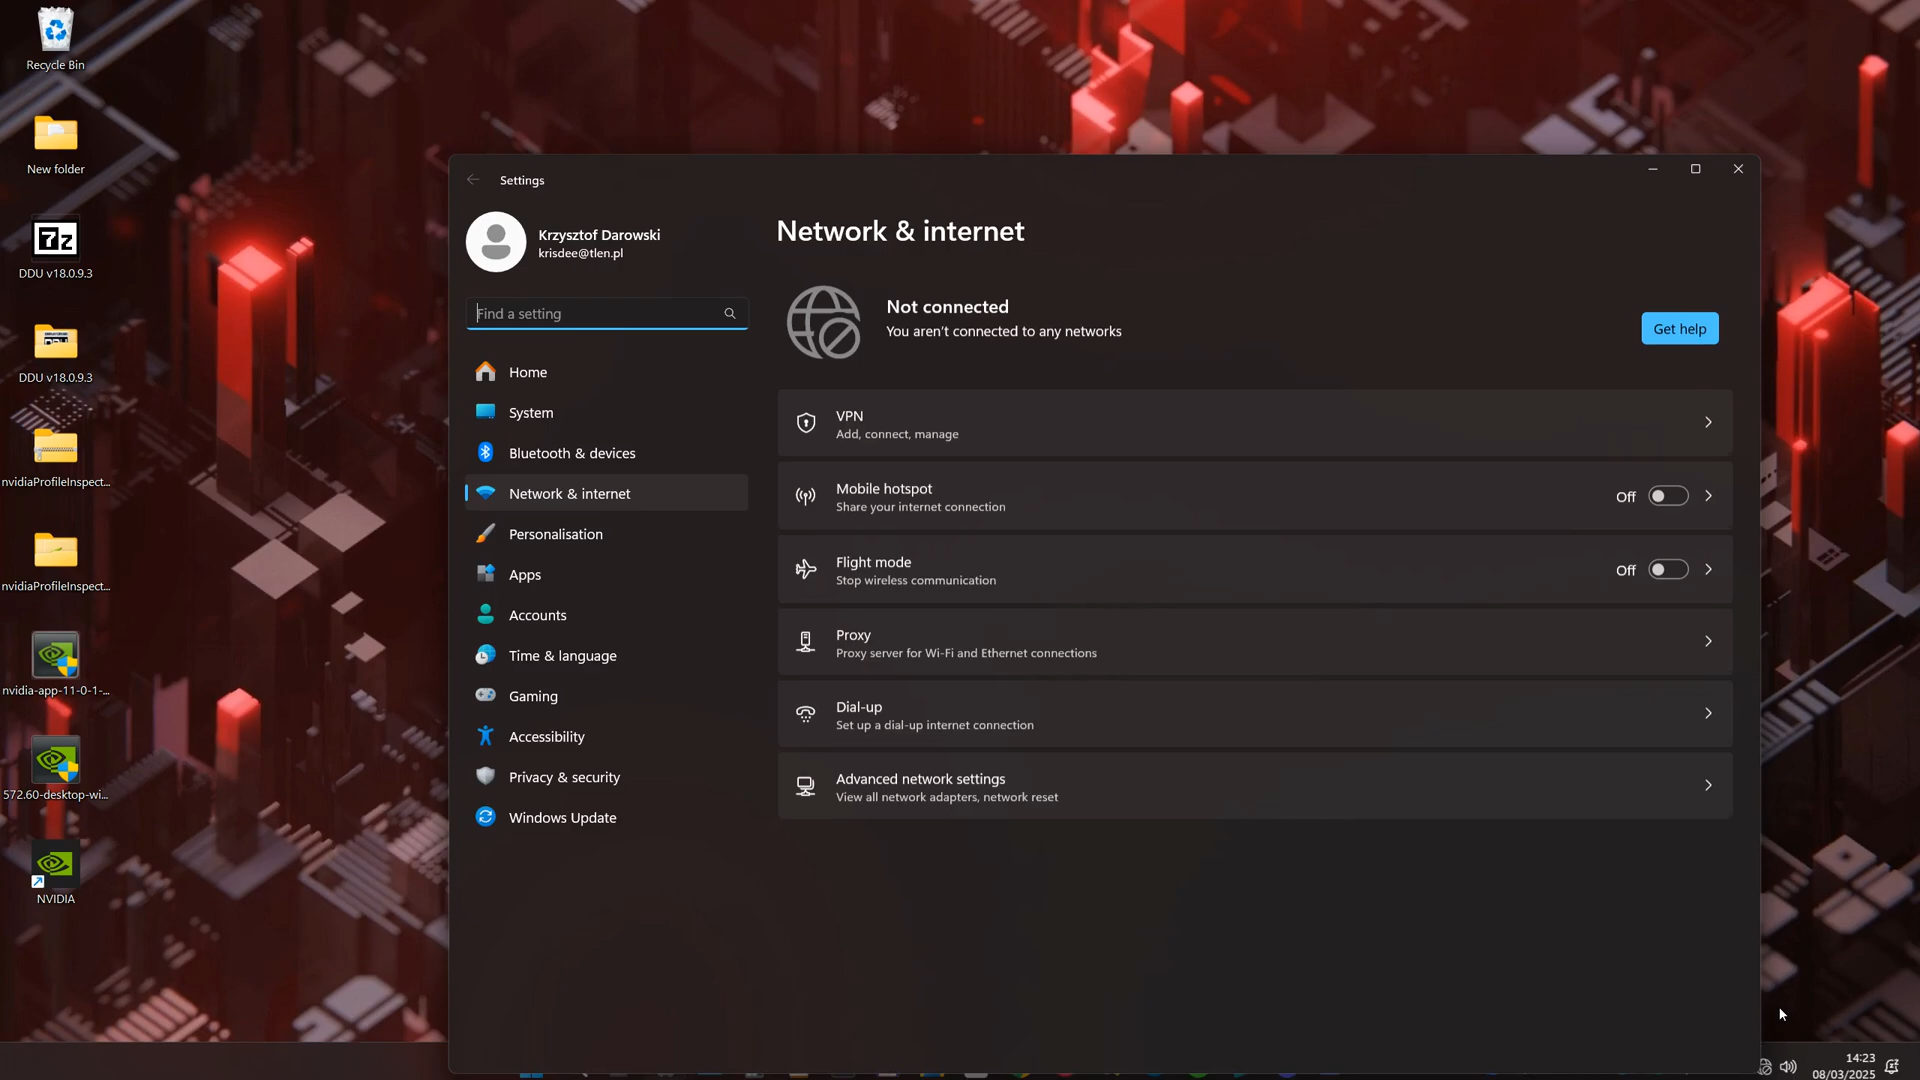 Recycle Bin
New folder
DDU v18.0.9.3
DDU v18.0.9.3
nvidiaProfileInspect...
nvidiaProfileInspect...
nvidia-app-11-0-1-...
572.60-desktop-wi...
NVIDIA
Settings
Krzysztof Darowski
krisdee@tlen.pl
Find a setting
Home
System
Bluetooth & devices
Network & internet
Personalisation
Apps
Accounts
Time & language
Gaming
Accessibility
Privacy & security
Windows Update
Network & internet
Not connected
You aren't connected to any networks
Get help
VPN
Add, connect, manage
Mobile hotspot
Share your internet connection
Off
Flight mode
Stop wireless communication
Off
Proxy
Proxy server for Wi-Fi and Ethernet connections
Dial-up
Set up a dial-up internet connection
Advanced network settings
View all network adapters, network reset
14:23
08/03/2025